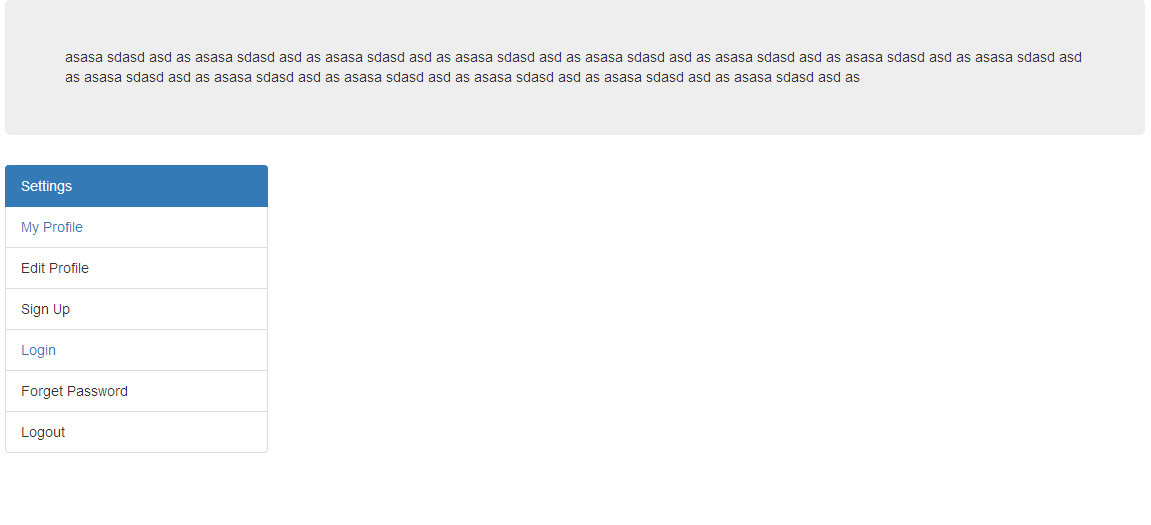 asasa sdasd asd as asasa sdasd asd as asasa sdasd asd as asasa sdasd asd as asasa sdasd asd as asasa sdasd asd as asasa sdasd asd as asasa sdasd asd
as asasa sdasd asd as asasa sdasd asd as asasa sdasd asd as asasa sdasd asd as asasa sdasd asd as asasa sdasd asd as
Settings
My Profile
Edit Profile
Sign Up
Login
Forget Password
Logout